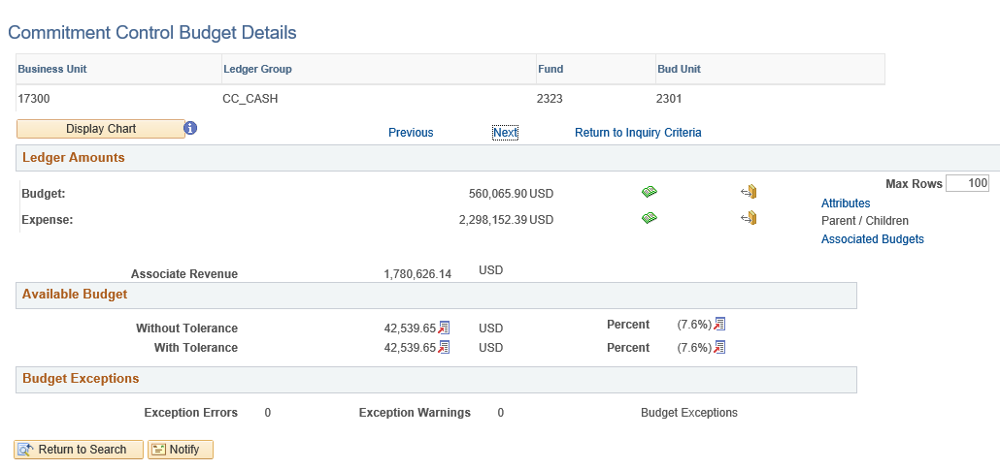 Commitment Control Budget Details
Business Unit Ledger Group Fund Bud Unit
17300 CC_CASH 2323 2301
Display Chart Previous Next Return to Inquiry Criteria
Ledger Amounts
Max Rows 100
Budget: 560,065.90 USD
Attributes
Expense: 2,298,152.39 USD Parent / Children
Associated Budgets
Associate Revenue 1,780,626.14 USD
Available Budget
Without Tolerance 42,539.65 USD Percent (7.6%)
With Tolerance 42,539.65 USD Percent (7.6%)
Budget Exceptions
Exception Errors 0 Exception Warnings 0 Budget Exceptions
Return to Search Notify